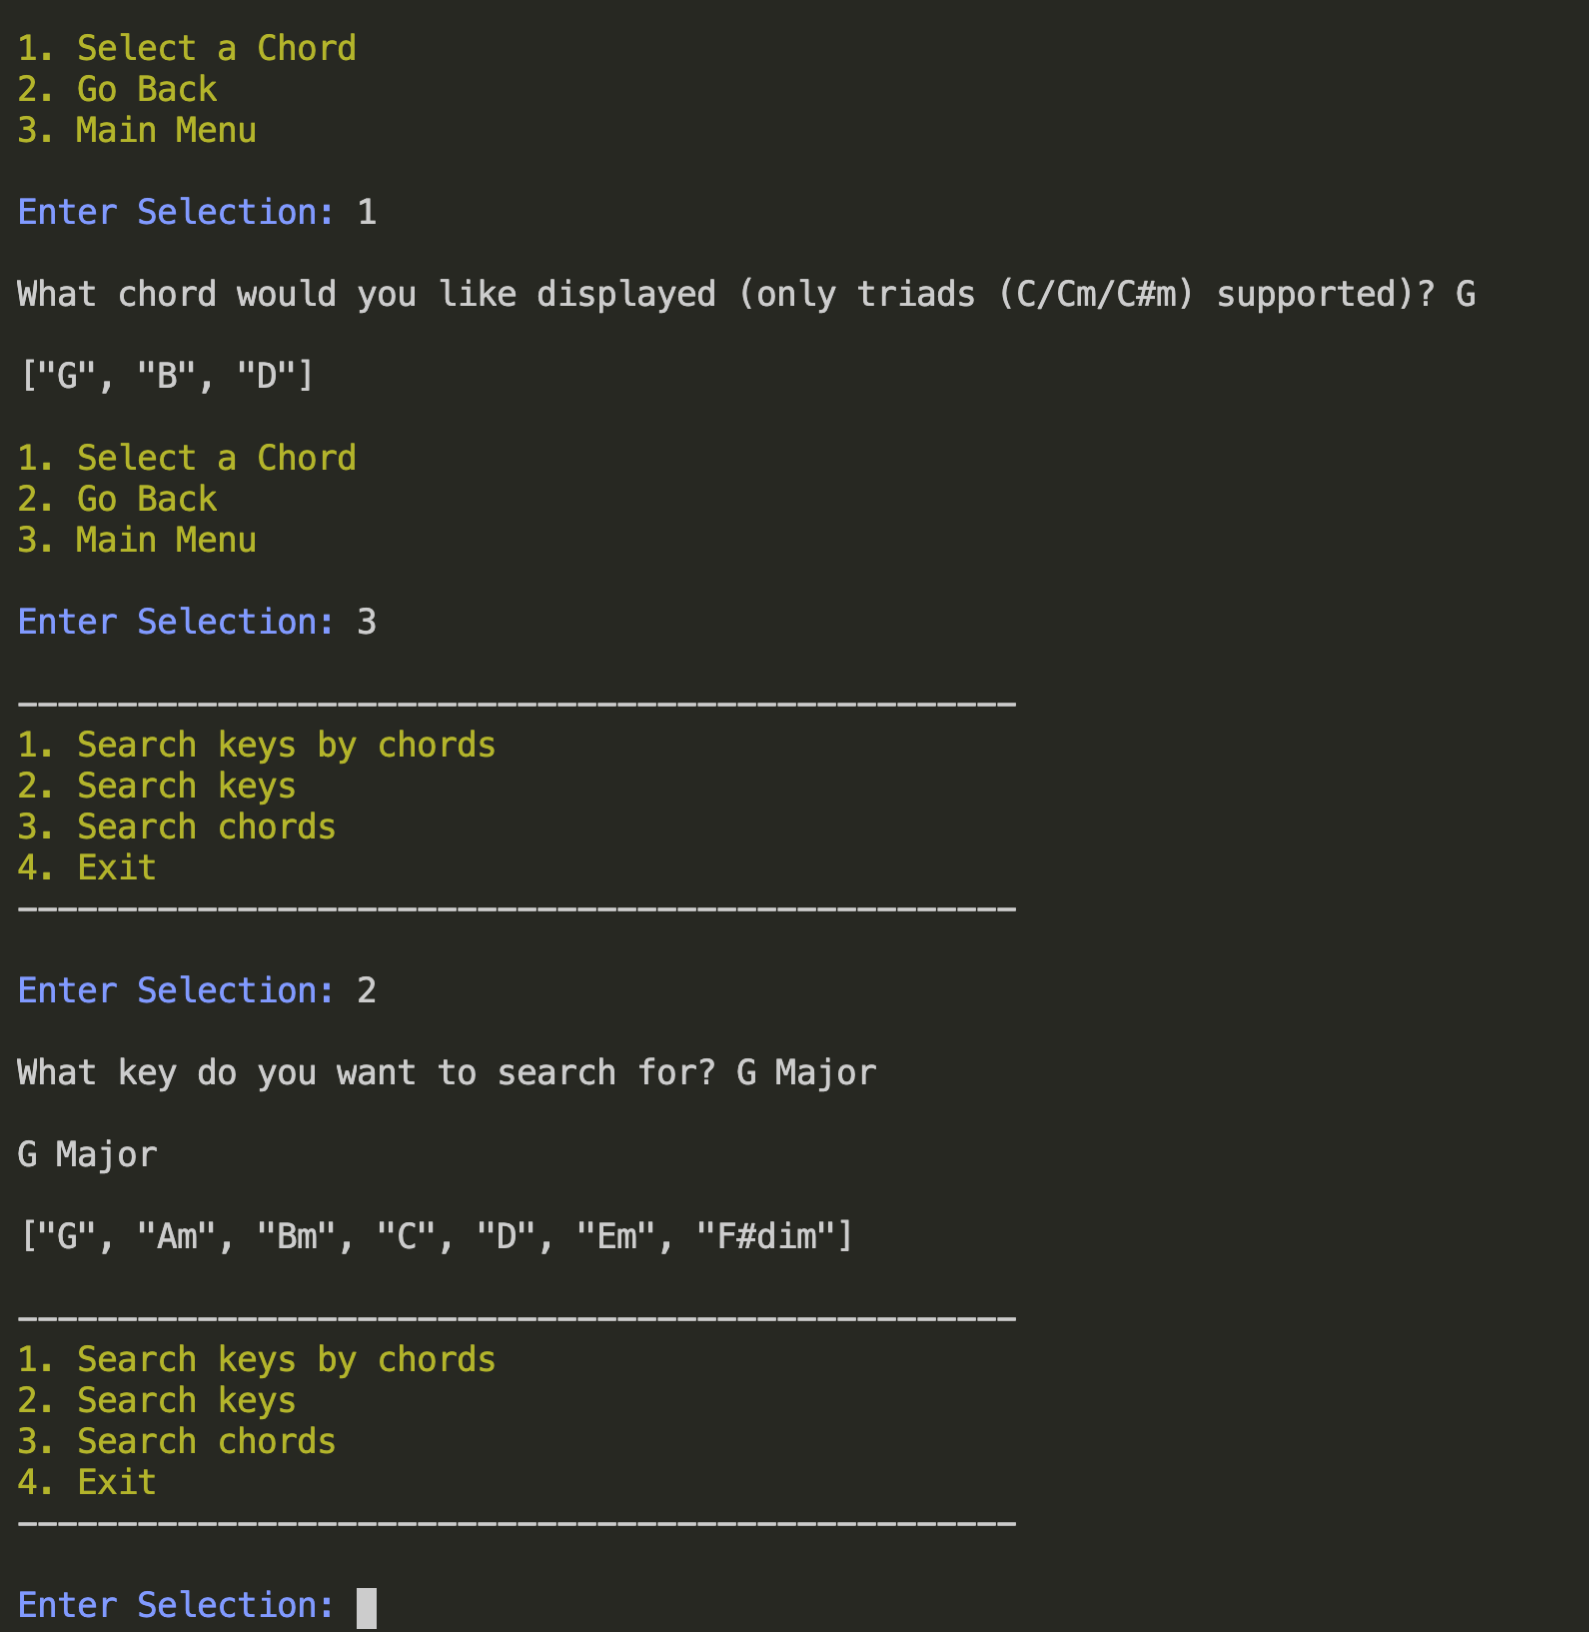 1. Select a Chord
2. Go Back
3. Main Menu
Enter Selection: 1
What chord would you like displayed (only triads (C/Cm/C#m) supported)? G
["G", "B", "D"]
1. Select a Chord
2. Go Back
3. Main Menu
Enter Selection: 3
--------------------------------------------------
1. Search keys by chords
2. Search keys
3. Search chords
4. Exit
--------------------------------------------------
Enter Selection: 2
What key do you want to search for? G Major
G Major
["G", "Am", "Bm", "C", "D", "Em", "F#dim"]
--------------------------------------------------
1. Search keys by chords
2. Search keys
3. Search chords
4. Exit
--------------------------------------------------
Enter Selection: